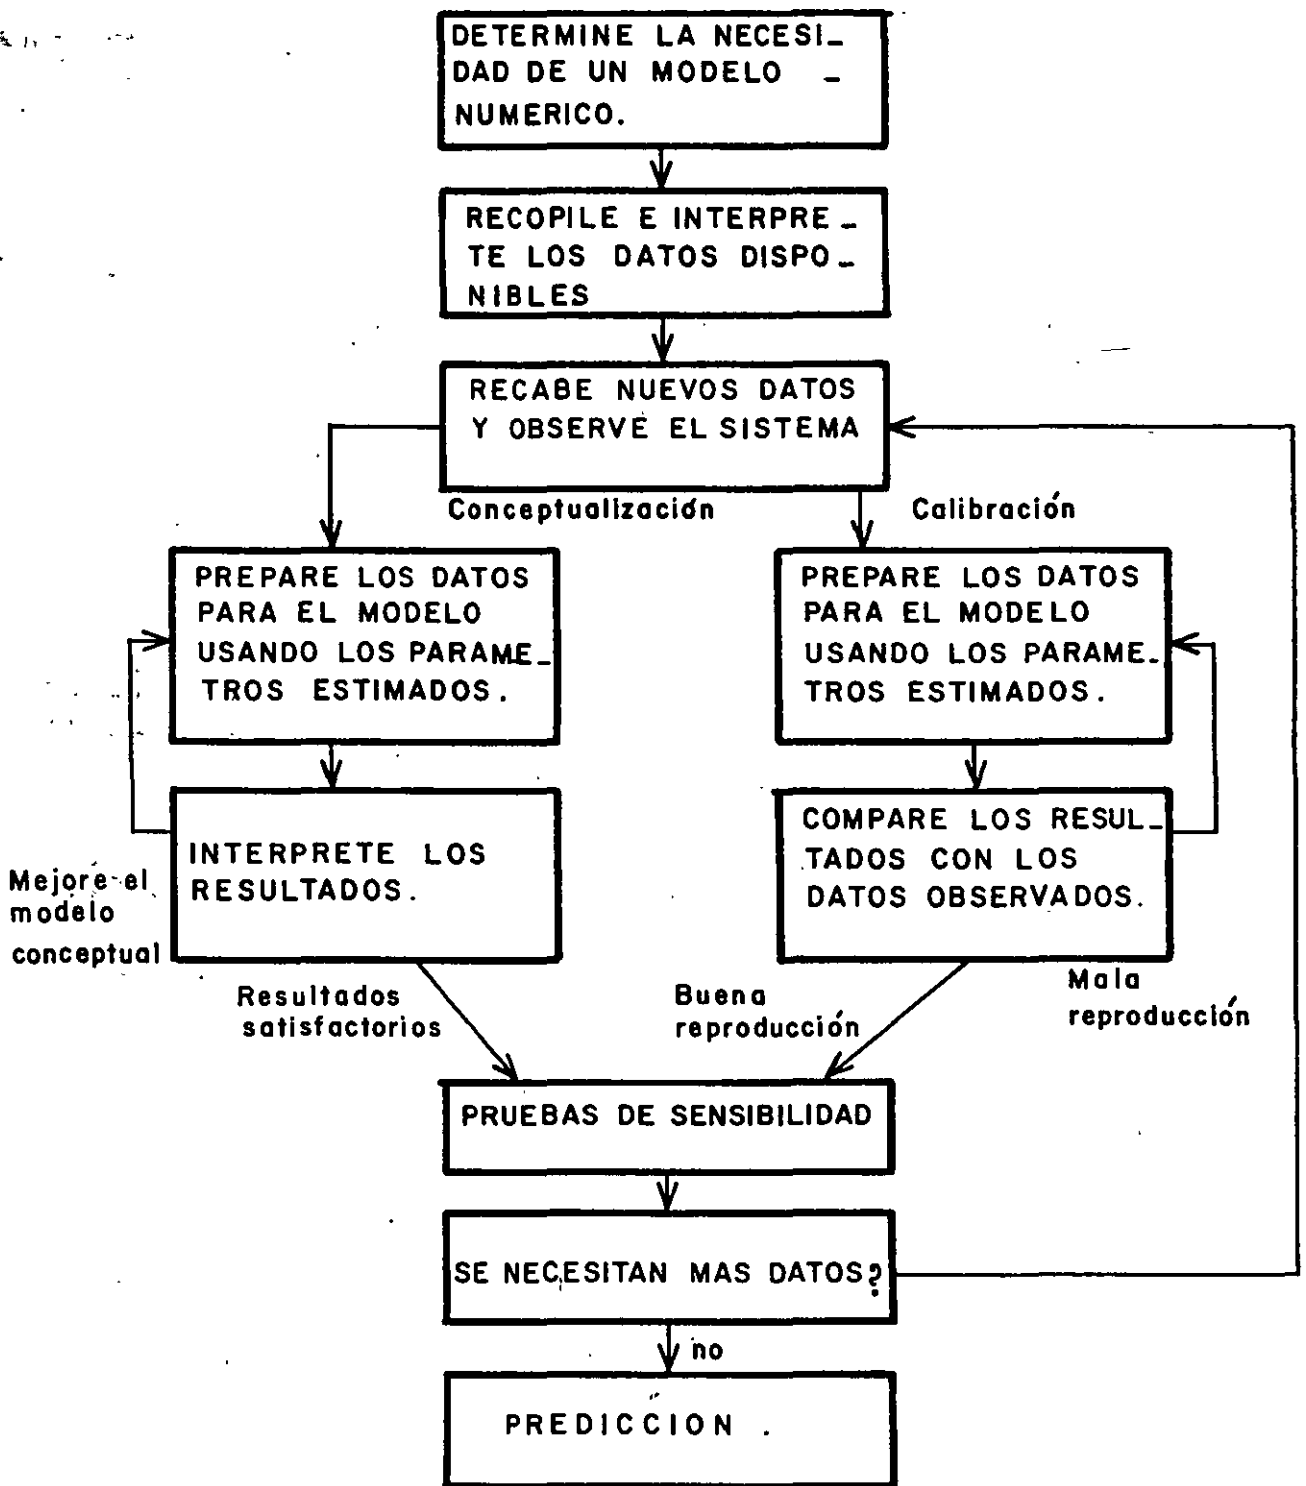 DETERMINE LA NECESI_
DAD DE UN MODELO _
NUMERICO.
RECOPILE E INTERPRE_
TE LOS DATOS DISPO_
NIBLES
RECABE NUEVOS DATOS
Y OBSERVE EL SISTEMA
Conceptualización
Calibración
PREPARE LOS DATOS
PARA EL MODELO
USANDO LOS PARAME_
TROS ESTIMADOS.
PREPARE LOS DATOS
PARA EL MODELO
USANDO LOS PARAME_
TROS ESTIMADOS.
INTERPRETE LOS
RESULTADOS.
COMPARE LOS RESUL_
TADOS CON LOS
DATOS OBSERVADOS.
Mejore el
modelo
conceptual
Resultados
satisfactorios
Buena
reproducción
Mala
reproducción
PRUEBAS DE SENSIBILIDAD
SE NECESITAN MAS DATOS?
no
PREDICCION .